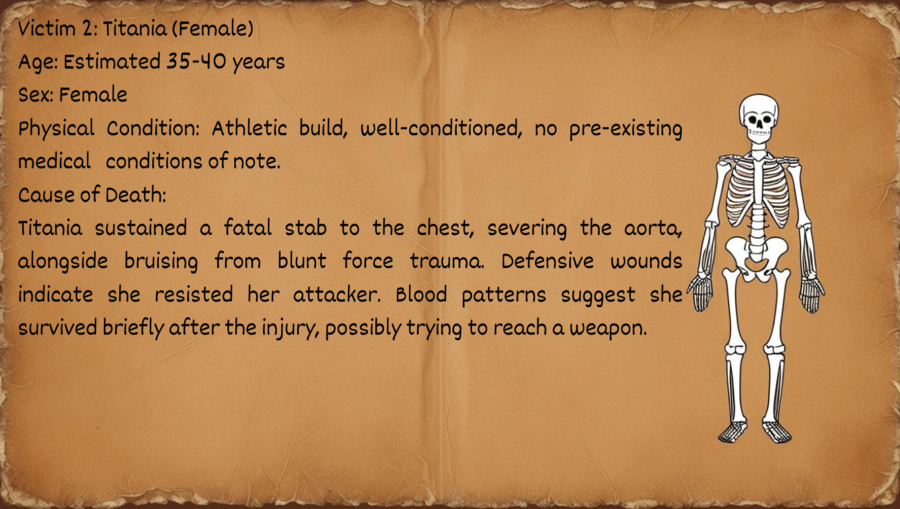 Victim 2: Titania (Female)
Age: Estimated 35-40 years
Sex: Female
Physical Condition: Athletic build, well-conditioned, no pre-existing
medical conditions of note.
Cause of Death:
Titania sustained a fatal stab to the chest, severing the aorta,
alongside bruising from blunt force trauma. Defensive wounds
indicate she resisted her attacker. Blood patterns suggest she
survived briefly after the injury, possibly trying to reach a weapon.